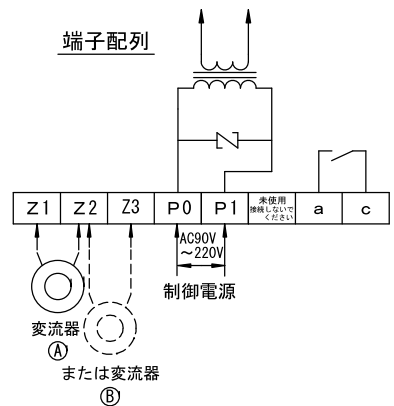 端子配列
Z1 Z2 Z3 P0 P1 未使用 a c
接続しないで
ください
AC90V
～220V
制御電源
変流器
Ⓐ
または変流器
Ⓑ